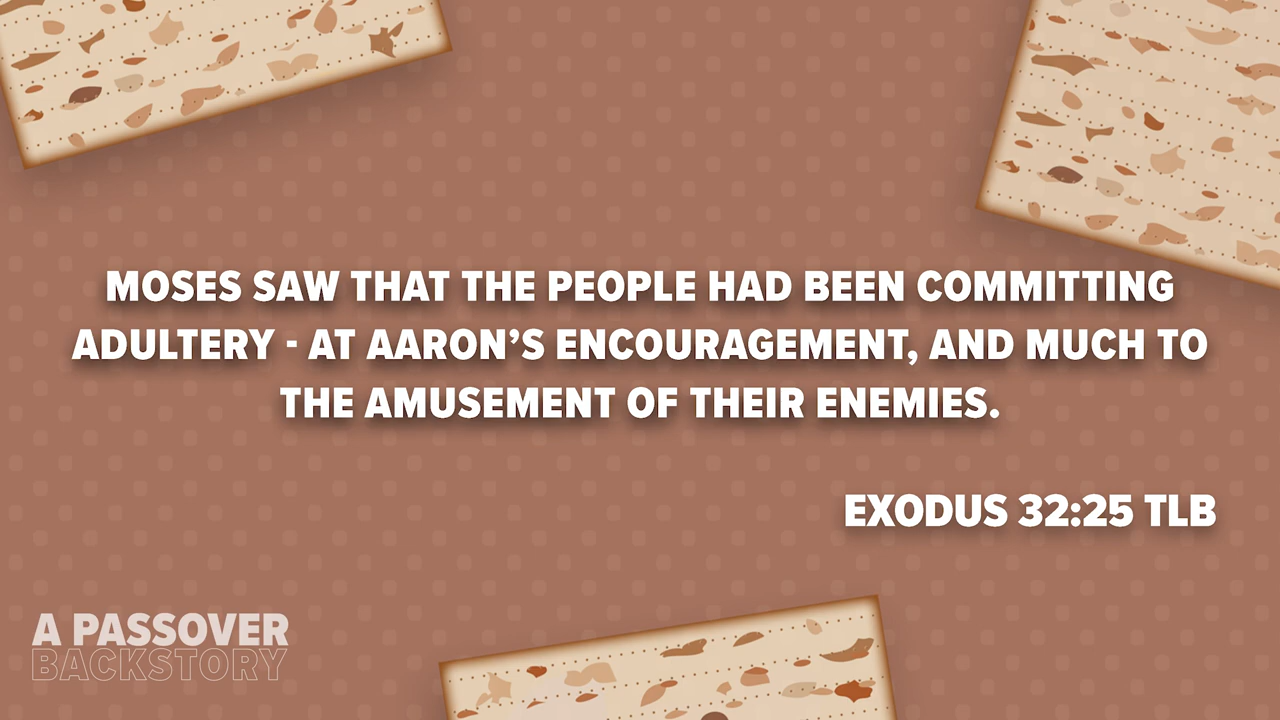 MOSES SAW THAT THE PEOPLE HAD BEEN COMMITTING
ADULTERY - AT AARON’S ENCOURAGEMENT, AND MUCH TO
THE AMUSEMENT OF THEIR ENEMIES.
EXODUS 32:25 TLB
A PASSOVER
BACKSTORY